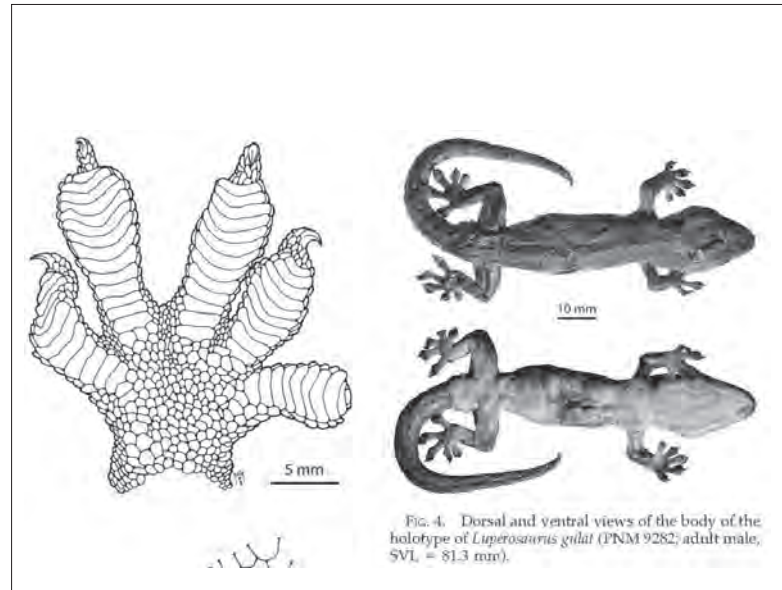 10 mm
5 mm
FIG. 4. Dorsal and ventral views of the body of the
holotype of Luperosaurus gulat (PNM 9282; adult male,
SVL = 81.3 mm).